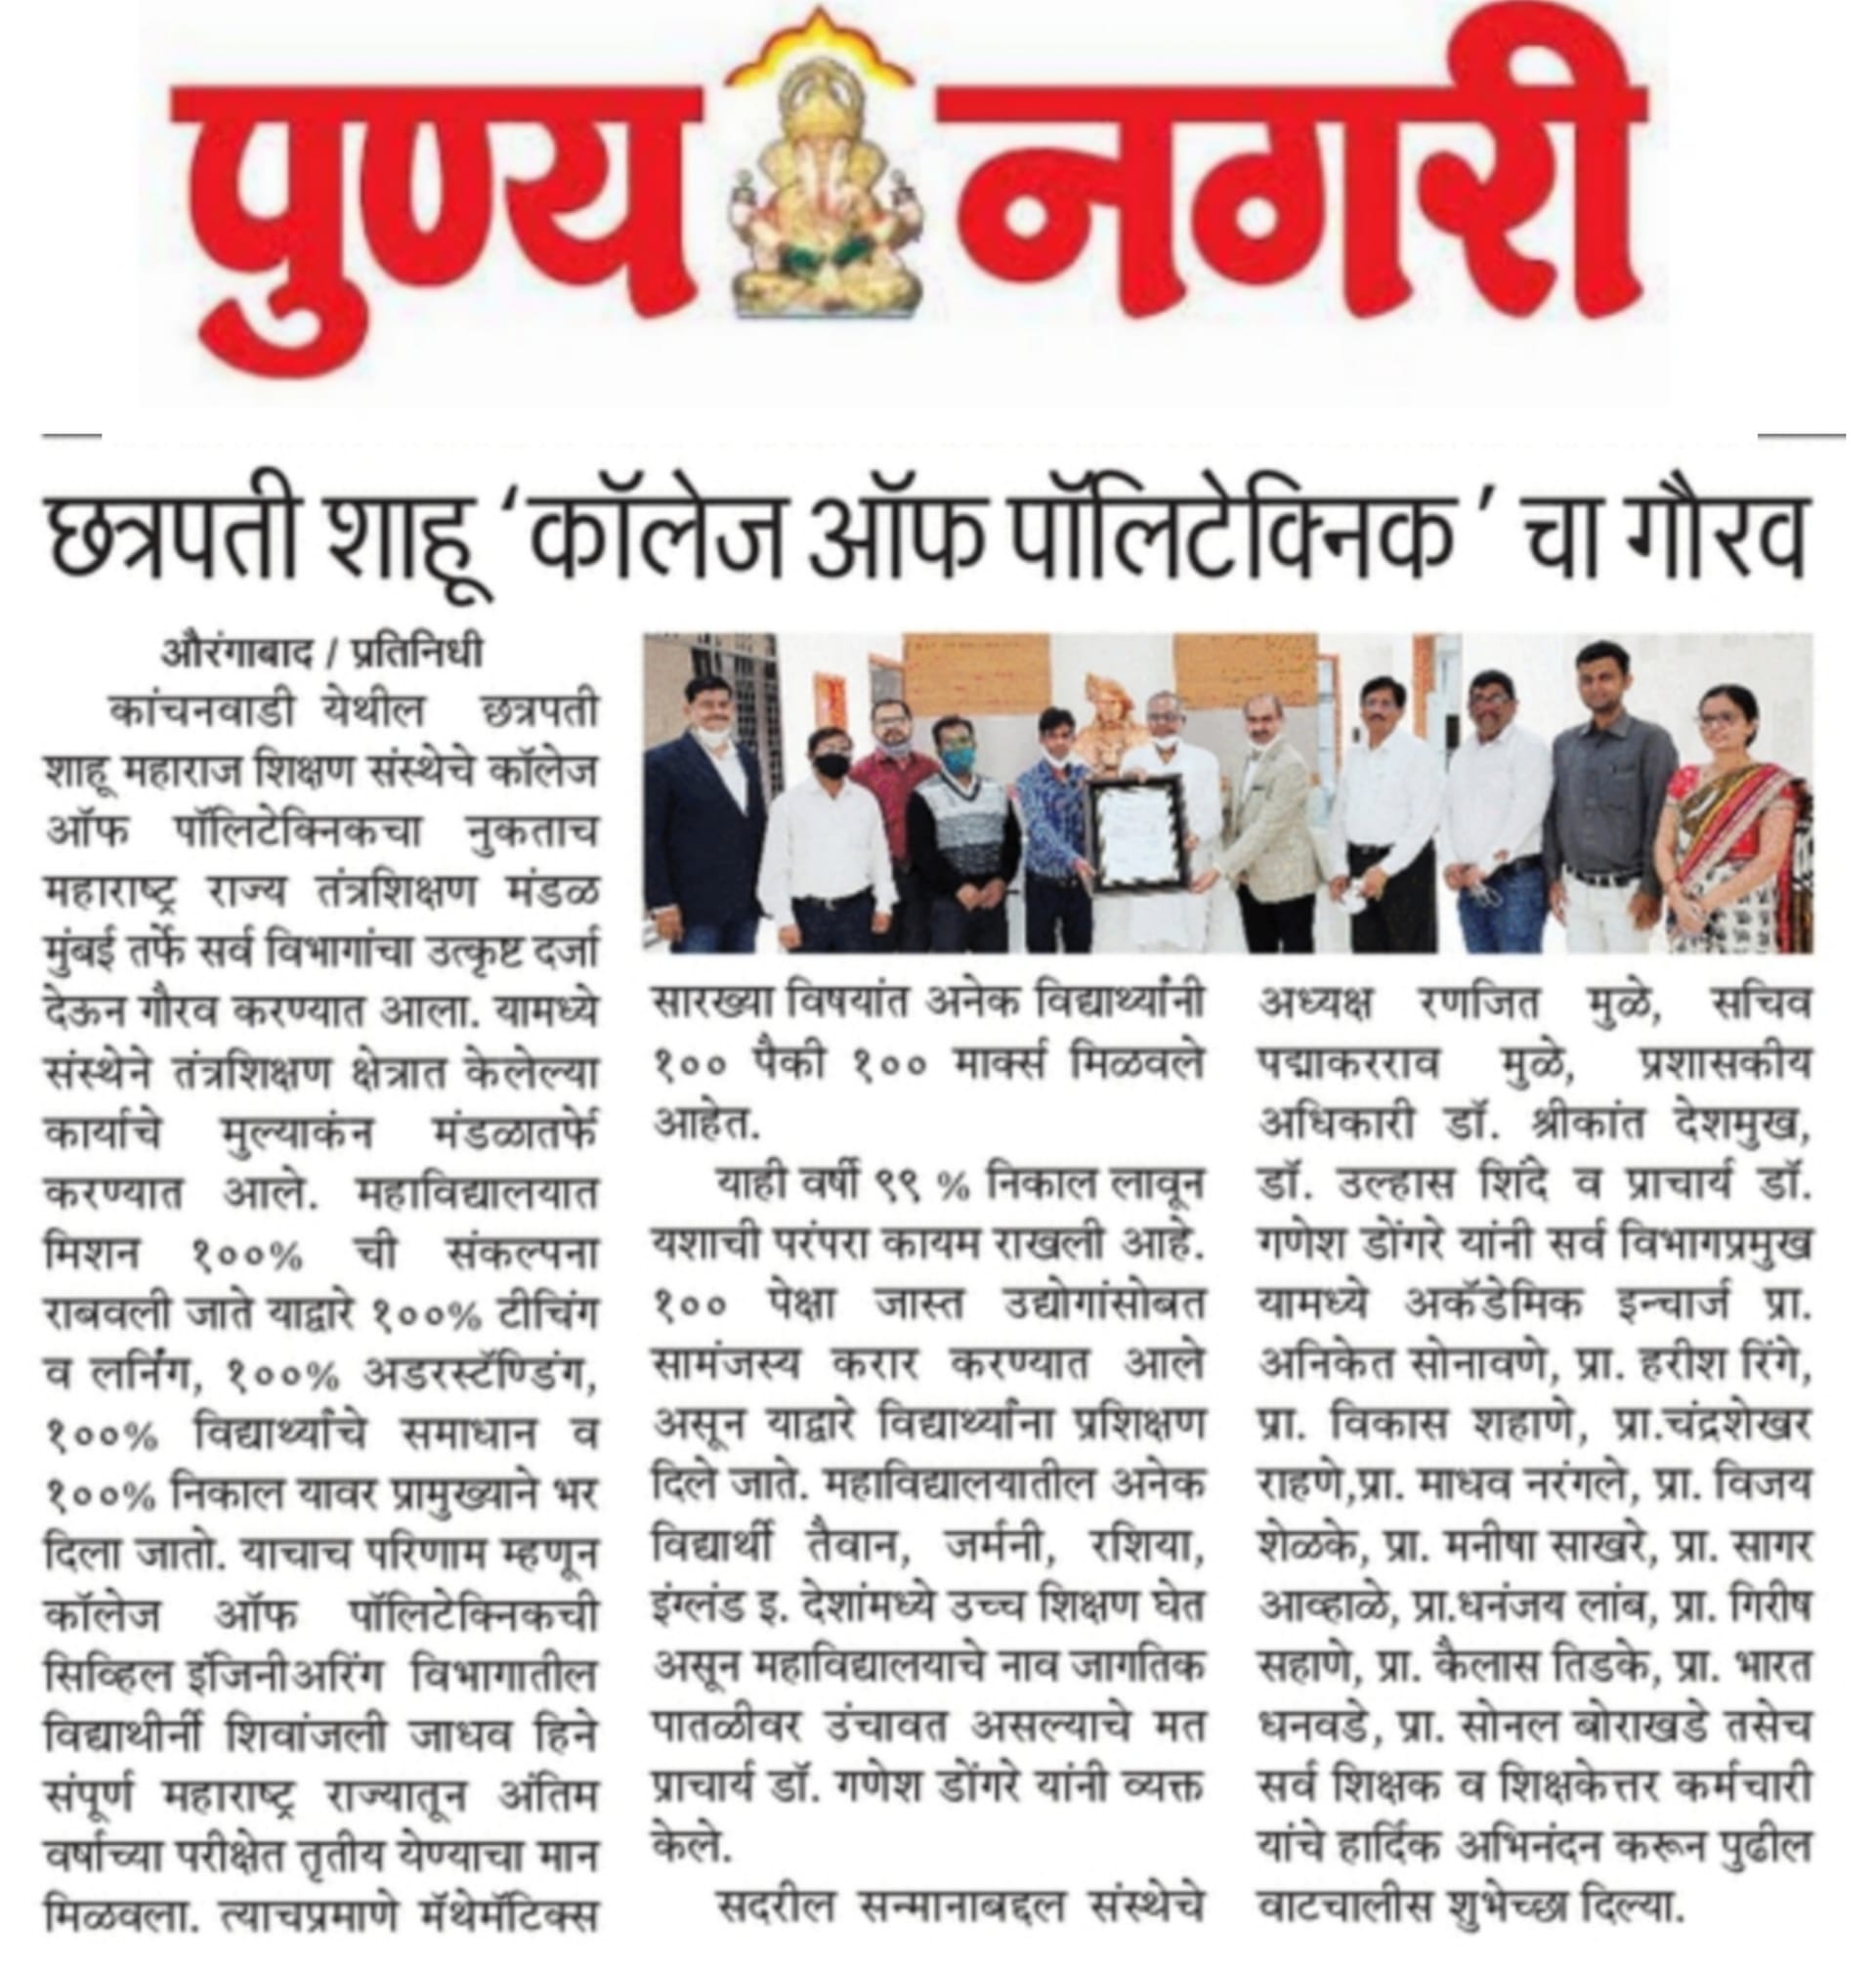 पुण्य नगरी
छत्रपती शाहू ‘कॉलेज ऑफ पॉलिटेक्निक’ चा गौरव
औरंगाबाद / प्रतिनिधी
कांचनवाडी येथील छत्रपती
शाहू महाराज शिक्षण संस्थेचे कॉलेज
ऑफ पॉलिटेक्निकचा नुकताच
महाराष्ट्र राज्य तंत्रशिक्षण मंडळ
मुंबई तर्फे सर्व विभागांचा उत्कृष्ट दर्जा
देऊन गौरव करण्यात आला. यामध्ये
संस्थेने तंत्रशिक्षण क्षेत्रात केलेल्या
कार्याचे मुल्याकंन मंडळातर्फे
करण्यात आले. महाविद्यालयात
मिशन १००% ची संकल्पना
राबवली जाते याद्वारे १००% टीचिंग
व लर्निंग, १००% अडरस्टॅण्डिंग,
१००% विद्यार्थ्यांचे समाधान व
१००% निकाल यावर प्रामुख्याने भर
दिला जातो. याचाच परिणाम म्हणून
कॉलेज ऑफ पॉलिटेक्निकची
सिव्हिल इंजिनीअरिंग विभागातील
विद्याथीर्नी शिवांजली जाधव हिने
संपूर्ण महाराष्ट्र राज्यातून अंतिम
वर्षाच्या परीक्षेत तृतीय येण्याचा मान
मिळवला. त्याचप्रमाणे मॅथेमॅटिक्स
सारख्या विषयांत अनेक विद्यार्थ्यांनी
१०० पैकी १०० मार्क्स मिळवले
आहेत.
याही वर्षी ९९ % निकाल लावून
यशाची परंपरा कायम राखली आहे.
१०० पेक्षा जास्त उद्योगांसोबत
सामंजस्य करार करण्यात आले
असून याद्वारे विद्यार्थ्यांना प्रशिक्षण
दिले जाते. महाविद्यालयातील अनेक
विद्यार्थी तैवान, जर्मनी, रशिया,
इंग्लंड इ. देशांमध्ये उच्च शिक्षण घेत
असून महाविद्यालयाचे नाव जागतिक
पातळीवर उंचावत असल्याचे मत
प्राचार्य डॉ. गणेश डोंगरे यांनी व्यक्त
केले.
सदरील सन्मानाबद्दल संस्थेचे
अध्यक्ष रणजित मुळे, सचिव
पद्माकरराव मुळे, प्रशासकीय
अधिकारी डॉ. श्रीकांत देशमुख,
डॉ. उल्हास शिंदे व प्राचार्य डॉ.
गणेश डोंगरे यांनी सर्व विभागप्रमुख
यामध्ये अकॅडेमिक इन्चार्ज प्रा.
अनिकेत सोनावणे, प्रा. हरीश रिंगे,
प्रा. विकास शहाणे, प्रा.चंद्रशेखर
राहणे,प्रा. माधव नरंगले, प्रा. विजय
शेळके, प्रा. मनीषा साखरे, प्रा. सागर
आव्हाळे, प्रा.धनंजय लांब, प्रा. गिरीष
सहाणे, प्रा. कैलास तिडके, प्रा. भारत
धनवडे, प्रा. सोनल बोराखडे तसेच
सर्व शिक्षक व शिक्षकेत्तर कर्मचारी
यांचे हार्दिक अभिनंदन करून पुढील
वाटचालीस शुभेच्छा दिल्या.